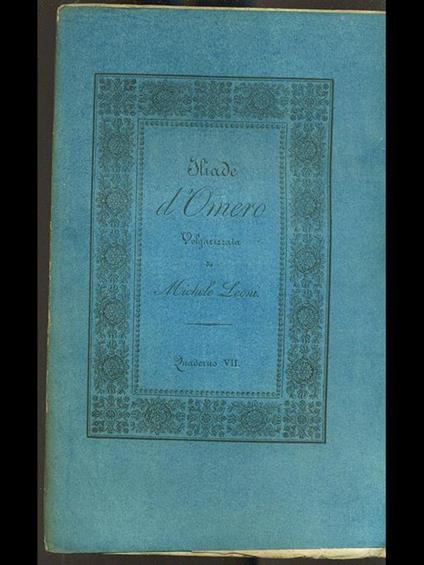 Iliade
d'Omero
Volgarizzata
da
Michele Leoni.
Quaderno VII.